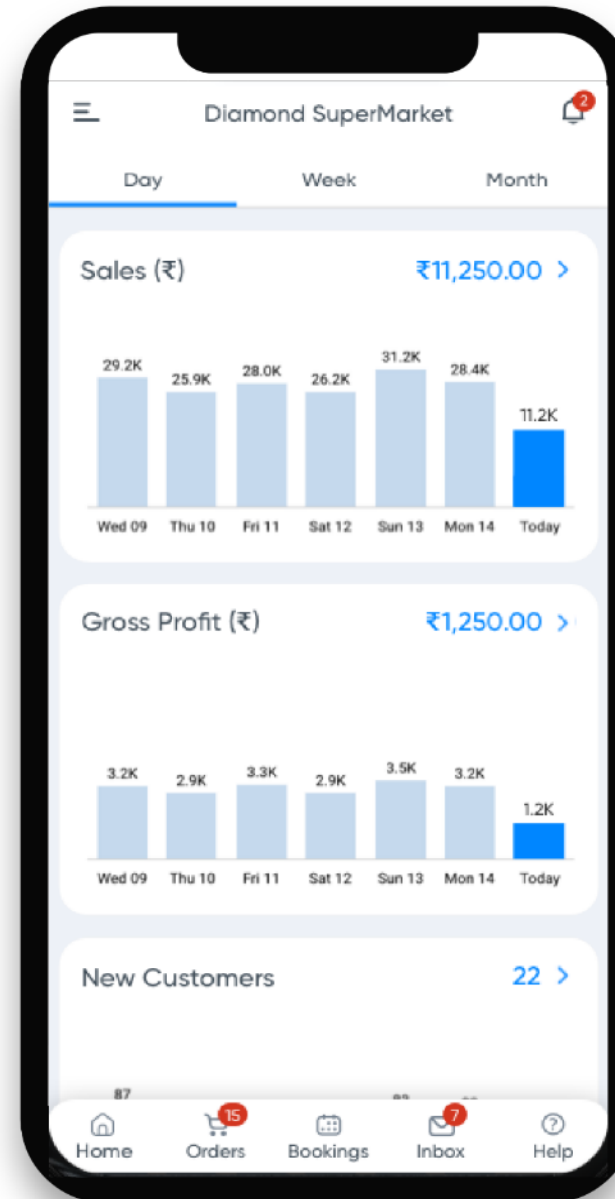 Diamond SuperMarket
2
Day Week Month
Sales (₹) ₹11,250.00 >
29.2K 25.9K 28.0K 26.2K 31.2K 28.4K 11.2K
Wed 09 Thu 10 Fri 11 Sat 12 Sun 13 Mon 14 Today
Gross Profit (₹) ₹1,250.00 >
3.2K 2.9K 3.3K 2.9K 3.5K 3.2K 1.2K
Wed 09 Thu 10 Fri 11 Sat 12 Sun 13 Mon 14 Today
New Customers 22 >
87
15 7
Home Orders Bookings Inbox Help